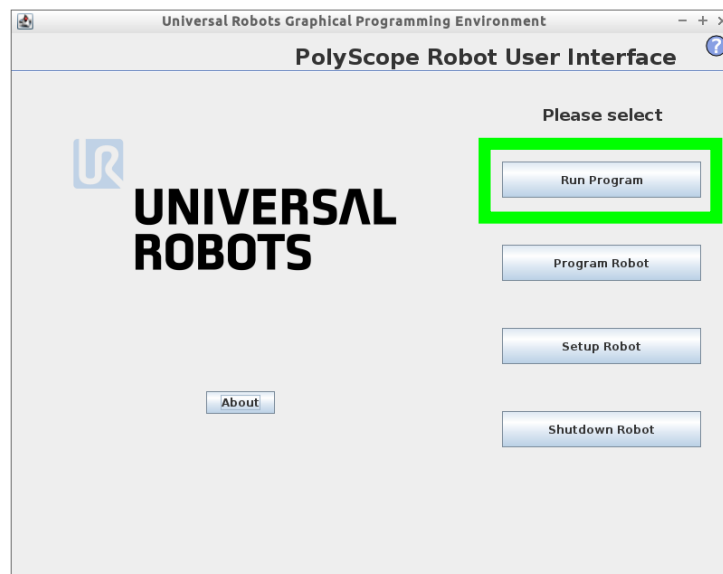 Universal Robots Graphical Programming Environment
PolyScope Robot User Interface
?
Please select
UR
UNIVERSAL
ROBOTS
Run Program
Program Robot
Setup Robot
About
Shutdown Robot